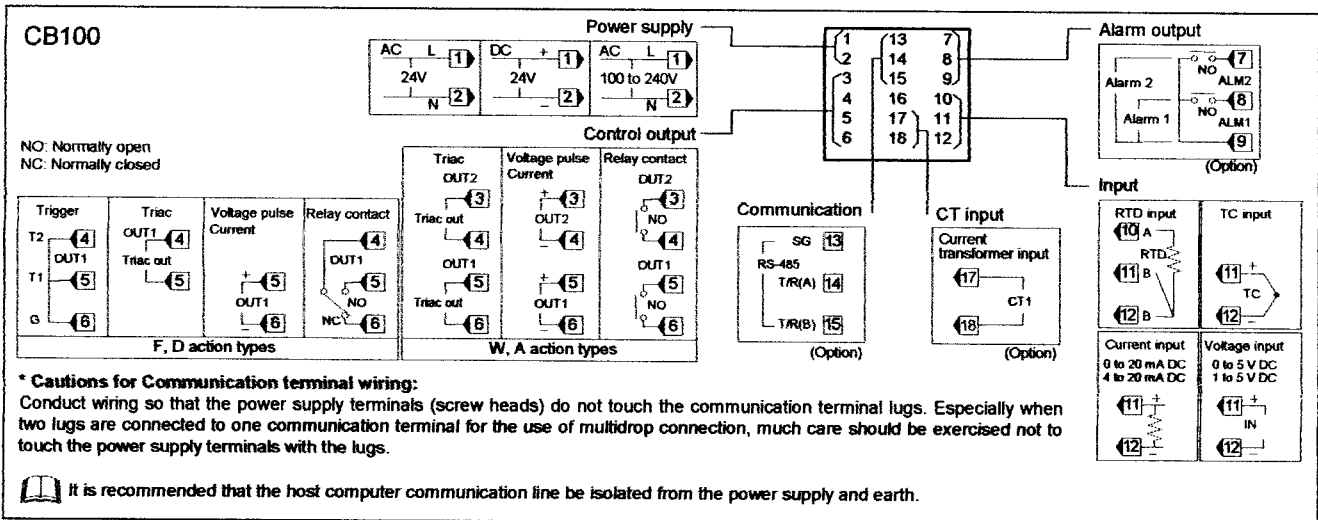 CB100
Power supply
AC L 1
24V
N 2
DC + 1
24V
− 2
AC L 1
100 to 240V
N 2
1 13 7
2 14 8
3 15 9
4 16 10
5 17 11
6 18 12
Alarm output
NO 7
Alarm 2 ALM2
8
NO
Alarm 1 ALM1
9
(Option)
Control output
NO: Normally open
NC: Normally closed
Trigger
T2 4
OUT1
T1 5
G 6
Triac
OUT1 4
Triac out
5
Voltage pulse
Current
+ 5
OUT1
− 6
Relay contact
4
OUT1
5
NO
NC 6
F, D action types
Triac
OUT2
3
Triac out
4
OUT1
5
Triac out
6
Voltage pulse
Current
+ 3
OUT2
− 4
+ 5
OUT1
− 6
Relay contact
OUT2
3
NO
4
OUT1
5
NO
6
W, A action types
Communication
SG 13
RS-485
T/R(A) 14
T/R(B) 15
(Option)
CT input
Current
transformer input
17
CT1
18
(Option)
Input
RTD input
10 A
RTD
11 B
12 B
TC input
11 +
TC
12 −
Current input
0 to 20 mA DC
4 to 20 mA DC
11 +
12 −
Voltage input
0 to 5 V DC
1 to 5 V DC
11 +
IN
12 −
* Cautions for Communication terminal wiring:
Conduct wiring so that the power supply terminals (screw heads) do not touch the communication terminal lugs. Especially when
two lugs are connected to one communication terminal for the use of multidrop connection, much care should be exercised not to
touch the power supply terminals with the lugs.
It is recommended that the host computer communication line be isolated from the power supply and earth.